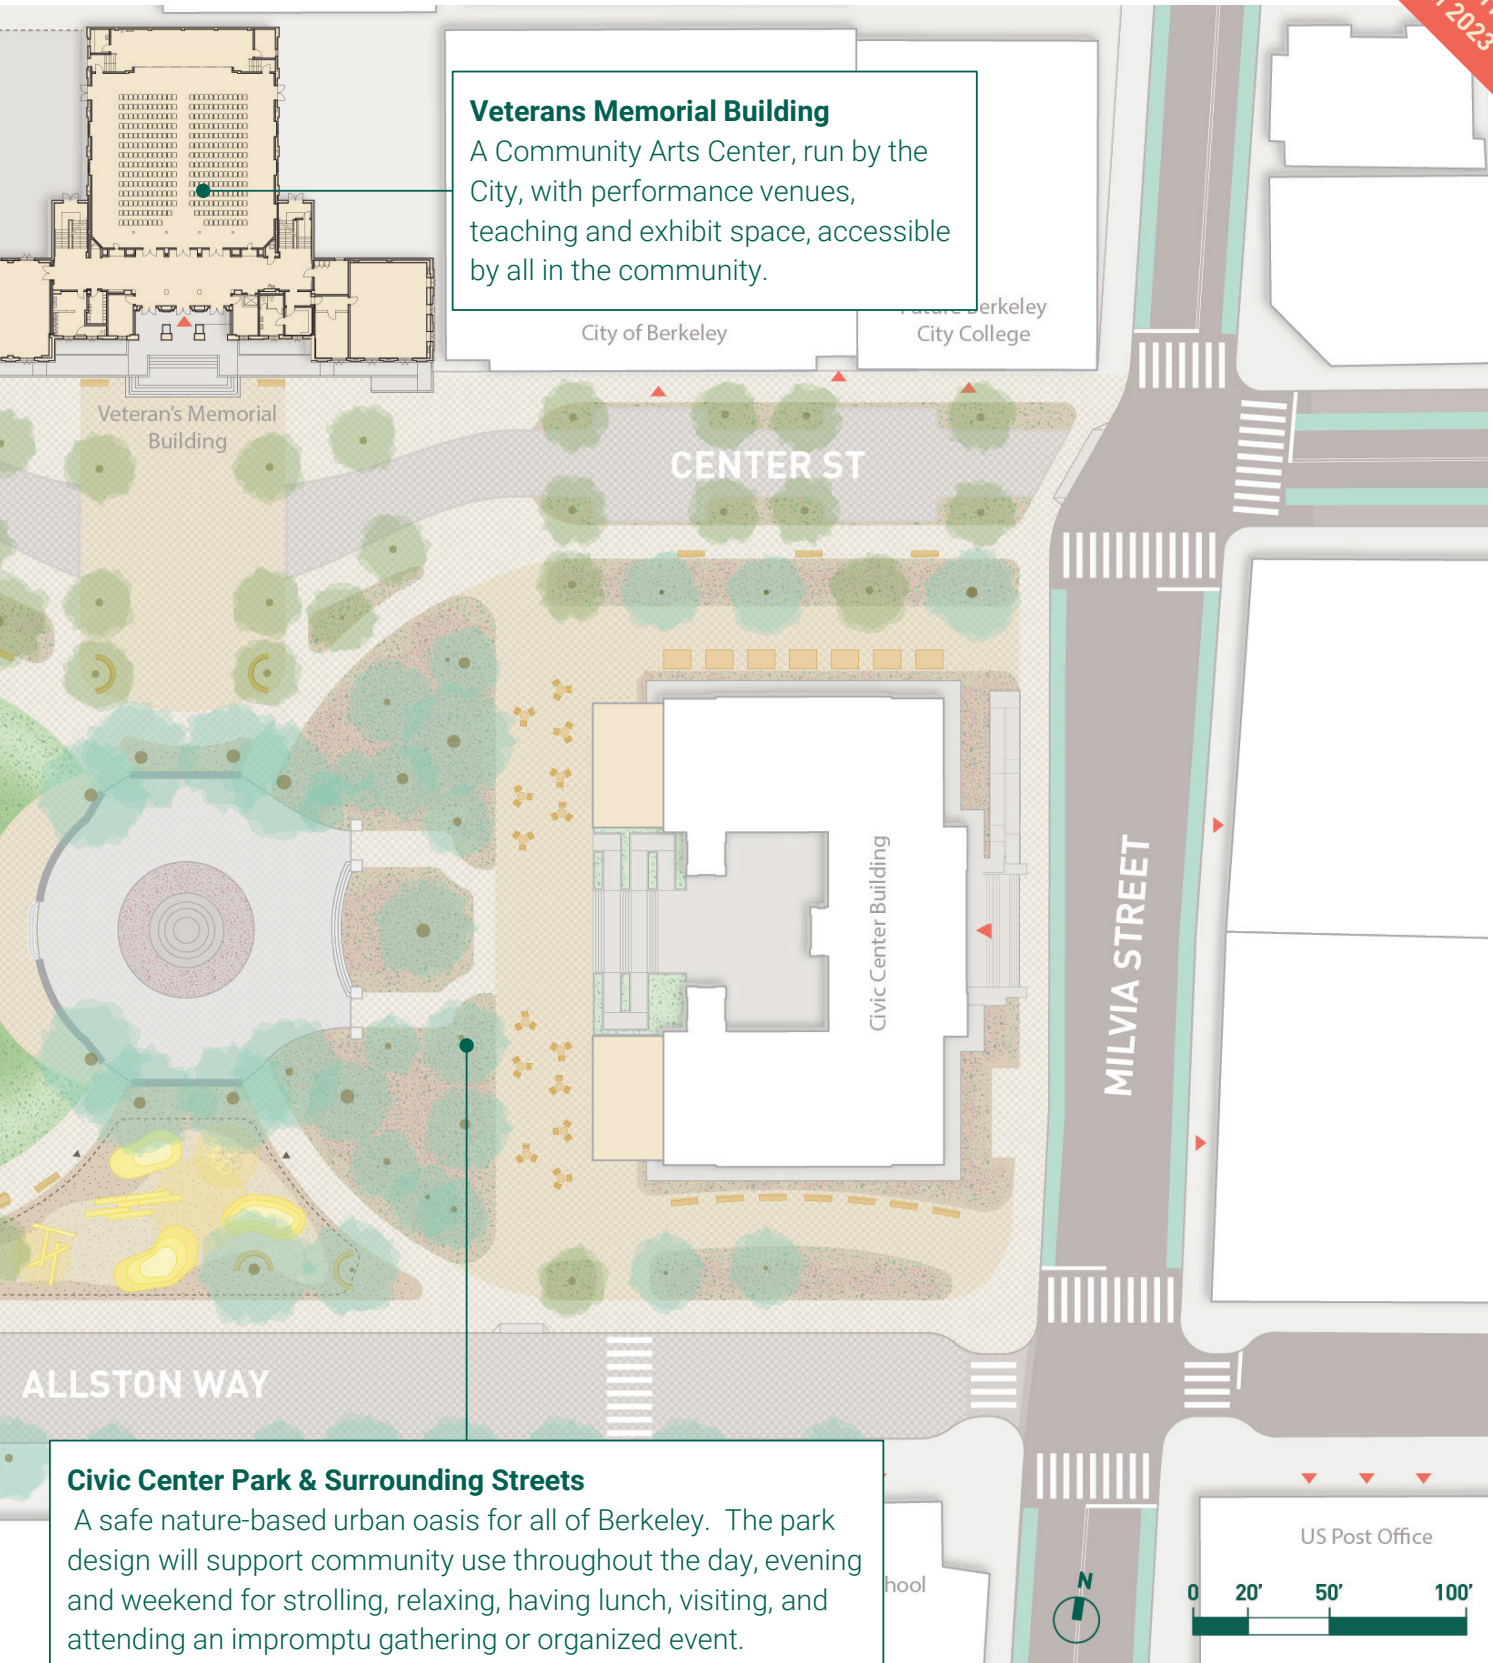 2023
Veterans Memorial Building
A Community Arts Center, run by the
City, with performance venues,
teaching and exhibit space, accessible
by all in the community.
City of Berkeley
Berkeley
City College
Veteran's Memorial
Building
CENTER ST
Civic Center Building
MILVIA STREET
ALLSTON WAY
Civic Center Park & Surrounding Streets
A safe nature-based urban oasis for all of Berkeley. The park
design will support community use throughout the day, evening
and weekend for strolling, relaxing, having lunch, visiting, and
attending an impromptu gathering or organized event.
hool
US Post Office
N
0 20' 50' 100'